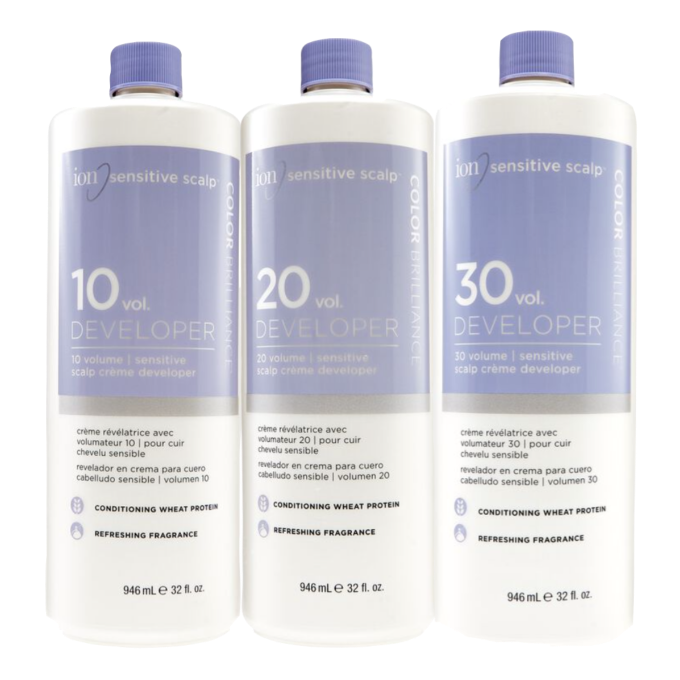 ion sensitive scalp™
COLOR BRILLIANCE
10 vol.
DEVELOPER
10 volume | sensitive
scalp crème developer
crème révélatrice avec
volumateur 10 | pour cuir
chevelu sensible
revelador en crema para cuero
cabelludo sensible | volumen 10
CONDITIONING WHEAT PROTEIN
REFRESHING FRAGRANCE
946 mL ℮ 32 fl. oz.
ion sensitive scalp™
COLOR BRILLIANCE
20 vol.
DEVELOPER
20 volume | sensitive
scalp crème developer
crème révélatrice avec
volumateur 20 | pour cuir
chevelu sensible
revelador en crema para cuero
cabelludo sensible | volumen 20
CONDITIONING WHEAT PROTEIN
REFRESHING FRAGRANCE
946 mL ℮ 32 fl. oz.
ion sensitive scalp™
COLOR BRILLIANCE
30 vol.
DEVELOPER
30 volume | sensitive
scalp crème developer
crème révélatrice avec
volumateur 30 | pour cuir
chevelu sensible
revelador en crema para cuero
cabelludo sensible | volumen 30
CONDITIONING WHEAT PROTEIN
REFRESHING FRAGRANCE
946 mL ℮ 32 fl. oz.